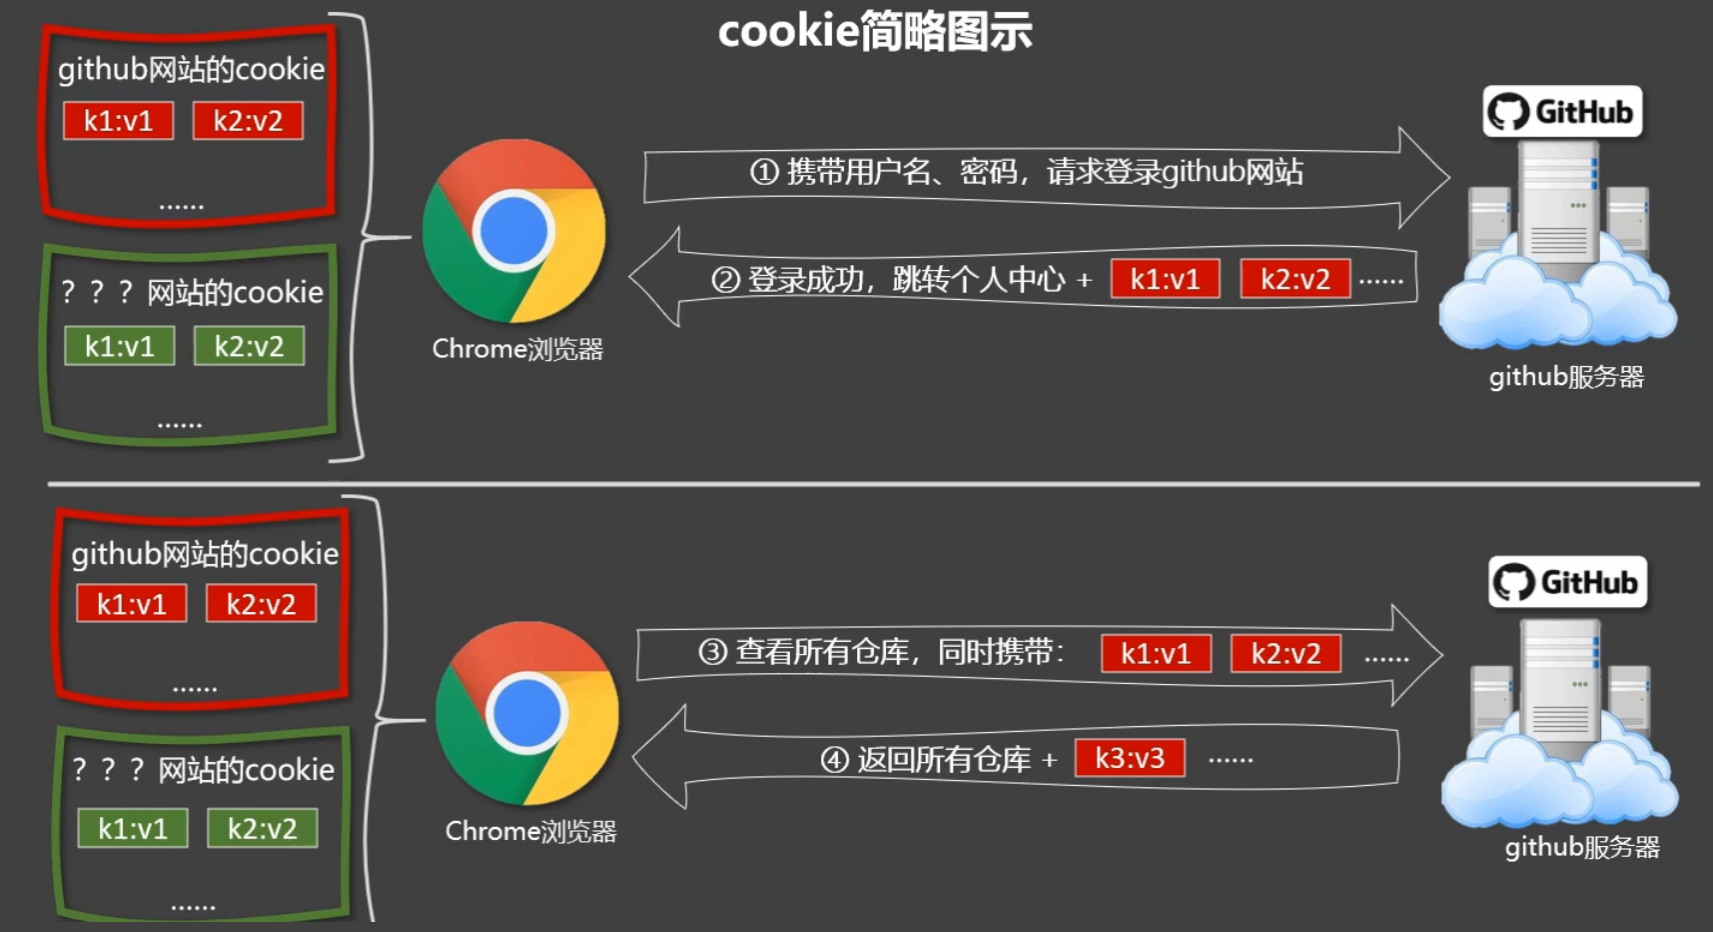 cookie简略图示
github网站的cookie
k1:v1 k2:v2
......
？？？网站的cookie
k1:v1 k2:v2
......
Chrome浏览器
① 携带用户名、密码，请求登录github网站
② 登录成功，跳转个人中心 + k1:v1 k2:v2 ......
GitHub
github服务器
github网站的cookie
k1:v1 k2:v2
......
？？？网站的cookie
k1:v1 k2:v2
......
Chrome浏览器
③ 查看所有仓库，同时携带： k1:v1 k2:v2 ......
④ 返回所有仓库 + k3:v3 ......
GitHub
github服务器